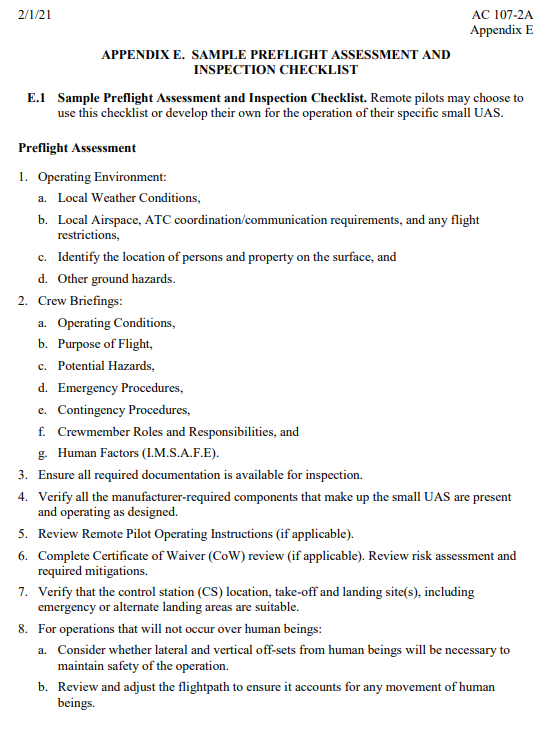 2/1/21
AC 107-2A
Appendix E
APPENDIX E. SAMPLE PREFLIGHT ASSESSMENT AND
INSPECTION CHECKLIST
E.1 Sample Preflight Assessment and Inspection Checklist. Remote pilots may choose to
use this checklist or develop their own for the operation of their specific small UAS.
Preflight Assessment
1. Operating Environment:
a. Local Weather Conditions,
b. Local Airspace, ATC coordination/communication requirements, and any flight
restrictions,
c. Identify the location of persons and property on the surface, and
d. Other ground hazards.
2. Crew Briefings:
a. Operating Conditions,
b. Purpose of Flight,
c. Potential Hazards,
d. Emergency Procedures,
e. Contingency Procedures,
f. Crewmember Roles and Responsibilities, and
g. Human Factors (I.M.S.A.F.E).
3. Ensure all required documentation is available for inspection.
4. Verify all the manufacturer-required components that make up the small UAS are present
and operating as designed.
5. Review Remote Pilot Operating Instructions (if applicable).
6. Complete Certificate of Waiver (CoW) review (if applicable). Review risk assessment and
required mitigations.
7. Verify that the control station (CS) location, take-off and landing site(s), including
emergency or alternate landing areas are suitable.
8. For operations that will not occur over human beings:
a. Consider whether lateral and vertical off-sets from human beings will be necessary to
maintain safety of the operation.
b. Review and adjust the flightpath to ensure it accounts for any movement of human
beings.